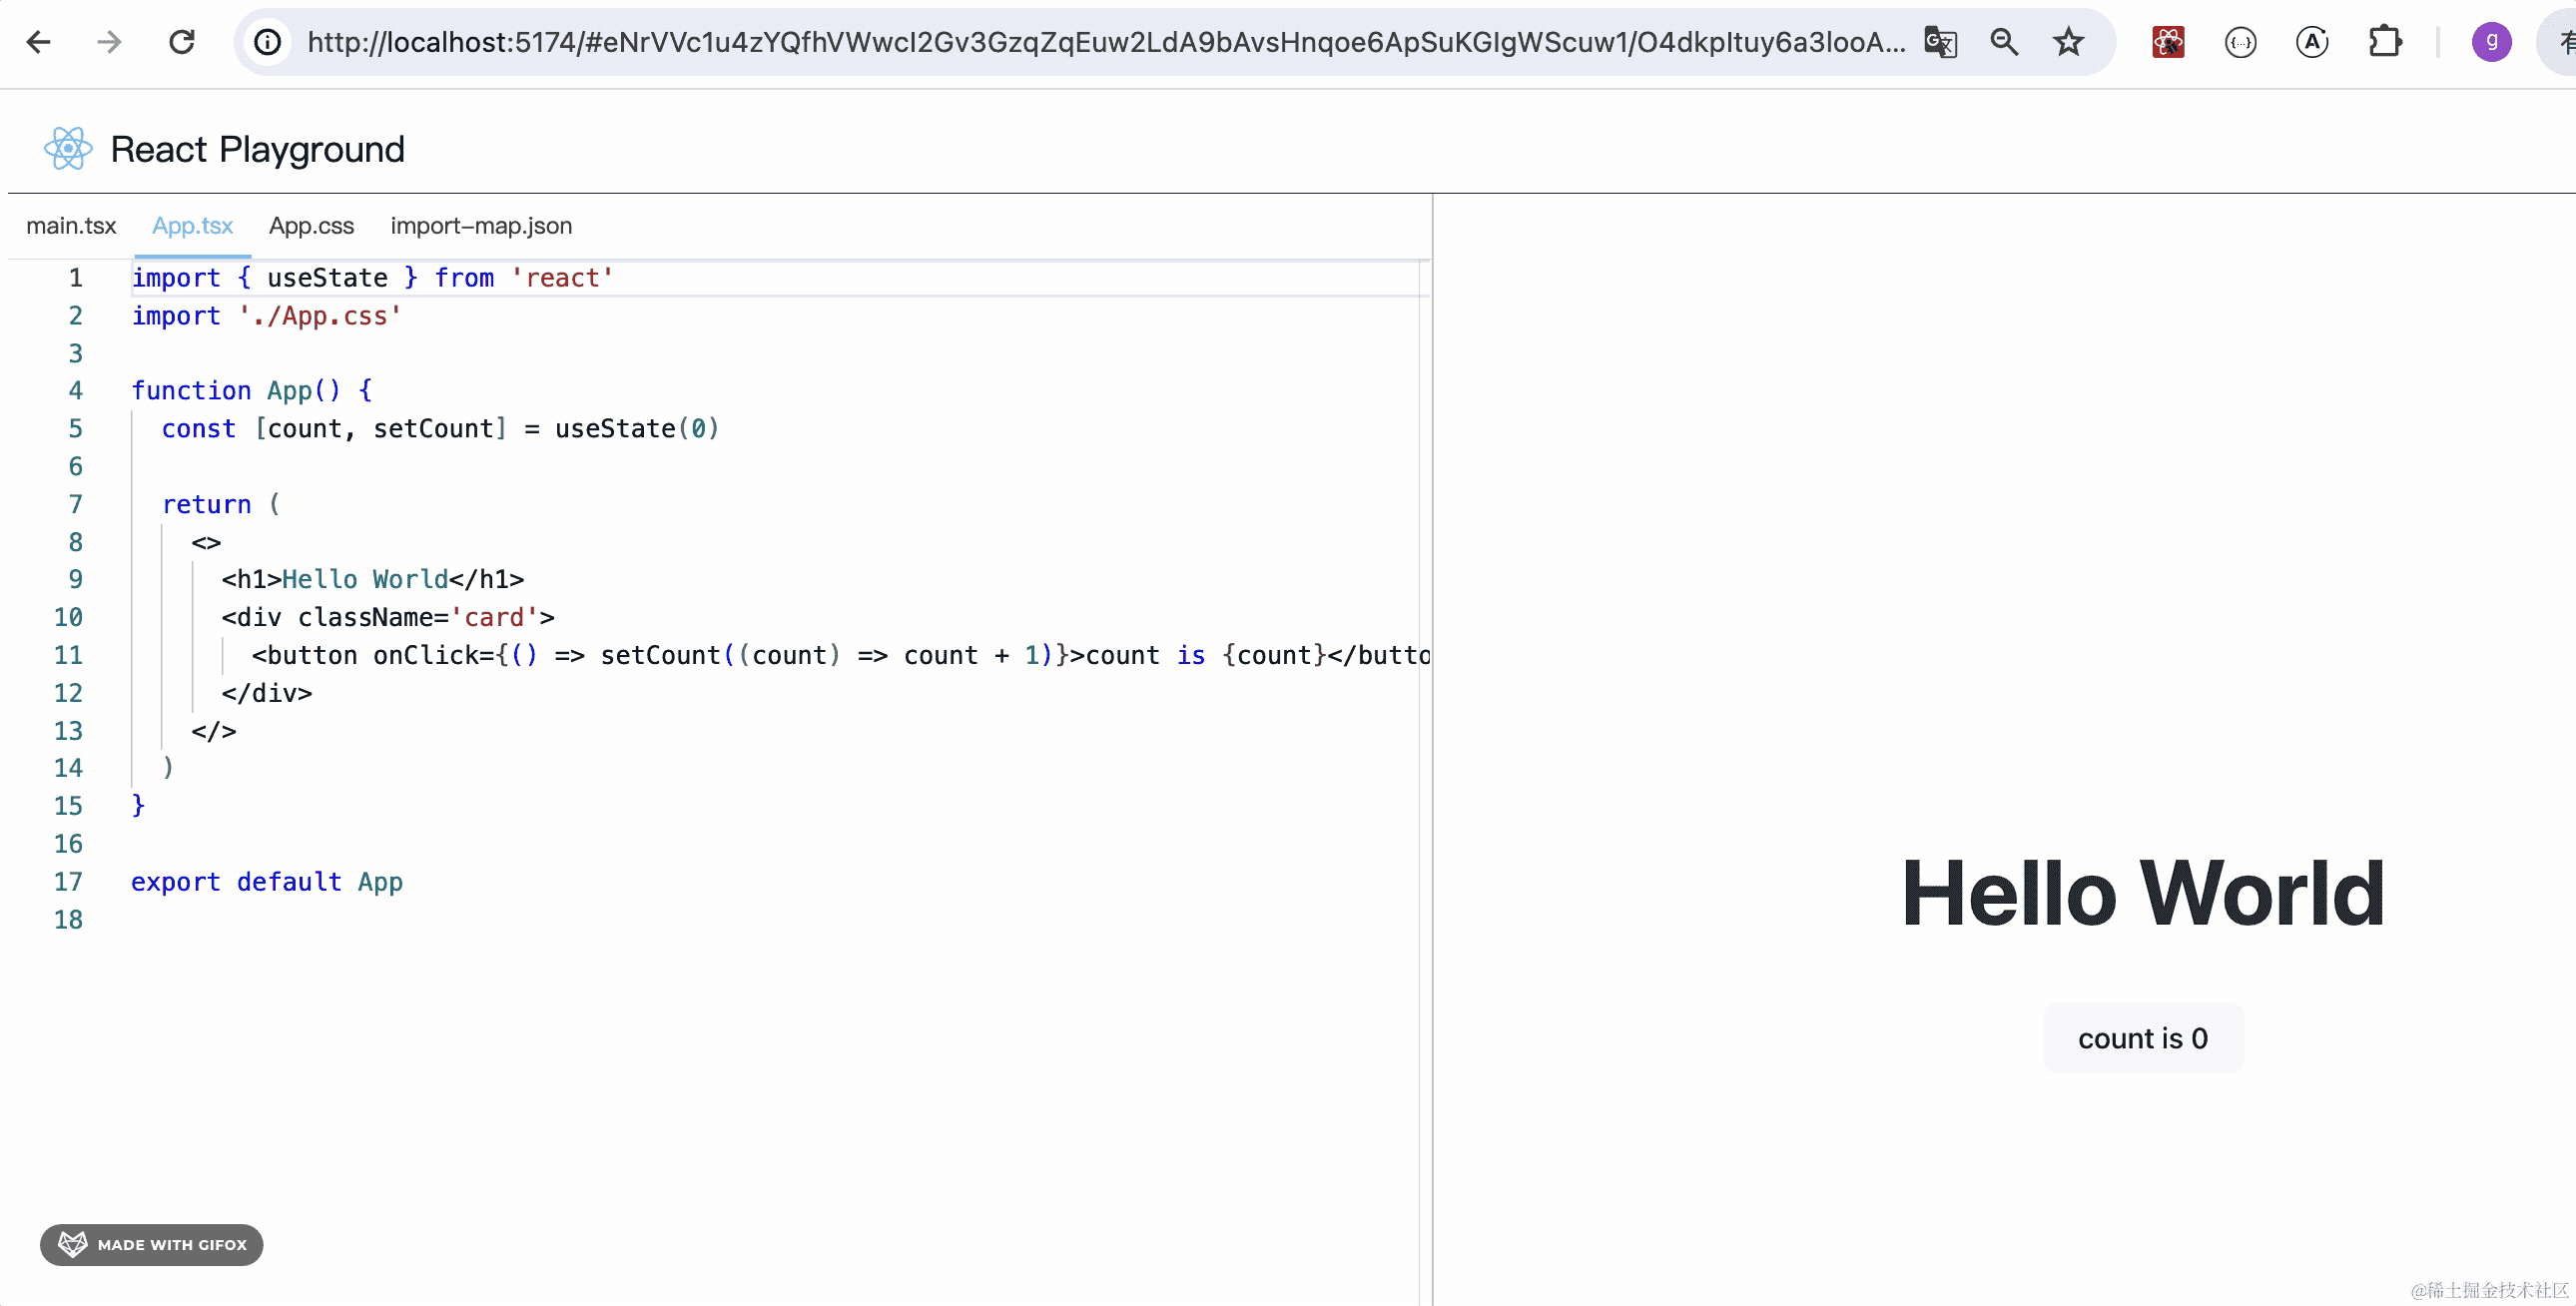 http://localhost:5174/#eNrVVc1u4zYQfhVWwcI2Gv3GzqZqEuw2LdA9bAvsHnqoe6ApSuKGIgWScuw1/O4dkpItuy6a3looA...
g
有
React Playground
main.tsx App.tsx App.css import-map.json
1 import { useState } from 'react'
2 import './App.css'
3
4 function App() {
5 const [count, setCount] = useState(0)
6
7 return (
8 <>
9 <h1>Hello World</h1>
10 <div className='card'>
11 <button onClick={() => setCount((count) => count + 1)}>count is {count}</butto
12 </div>
13 </>
14 )
15 }
16
17 export default App
18
Hello World
count is 0
MADE WITH GIFOX
@稀土掘金技术社区